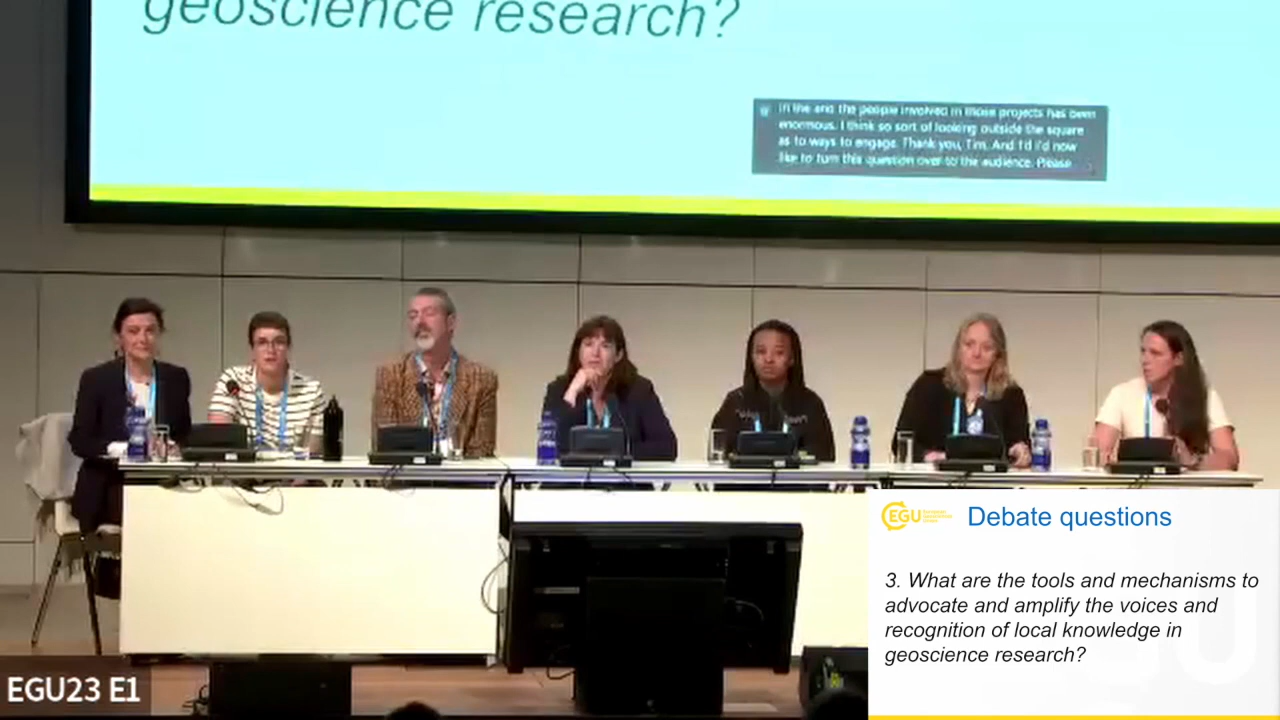 geoscience research?
in the end the people involved in those projects has been
enormous. I think so sort of looking outside the square
as to ways to engage. Thank you, Tim. And I'd I'd now
like to turn this question over to the audience. Please
EGU
Debate questions
3. What are the tools and mechanisms to
advocate and amplify the voices and
recognition of local knowledge in
geoscience research?
EGU23 E1